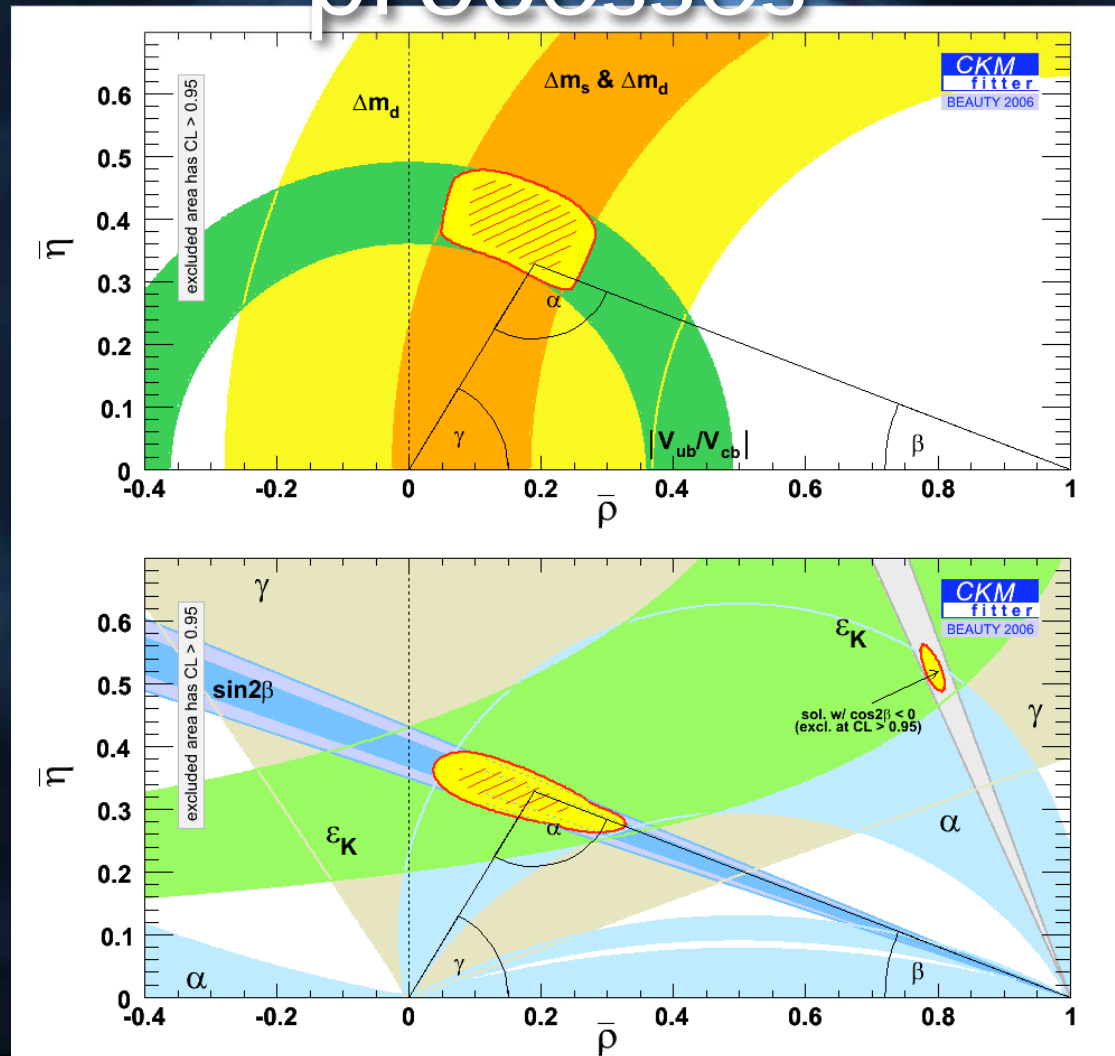 processes
CKM
fitter
BEAUTY 2006
excluded area has CL > 0.95
Δm_d
Δm_s & Δm_d
α
γ
β
|V_ub/V_cb|
η̅
0.6
0.5
0.4
0.3
0.2
0.1
0
-0.4 -0.2 0 0.2 0.4 0.6 0.8 1
ρ̅
CKM
fitter
BEAUTY 2006
excluded area has CL > 0.95
γ
ε_K
sin2β
sol. w/ cos2β < 0
(excl. at CL > 0.95)
γ
ε_K
α
α
α
γ
β
η̅
0.6
0.5
0.4
0.3
0.2
0.1
0
-0.4 -0.2 0 0.2 0.4 0.6 0.8 1
ρ̅